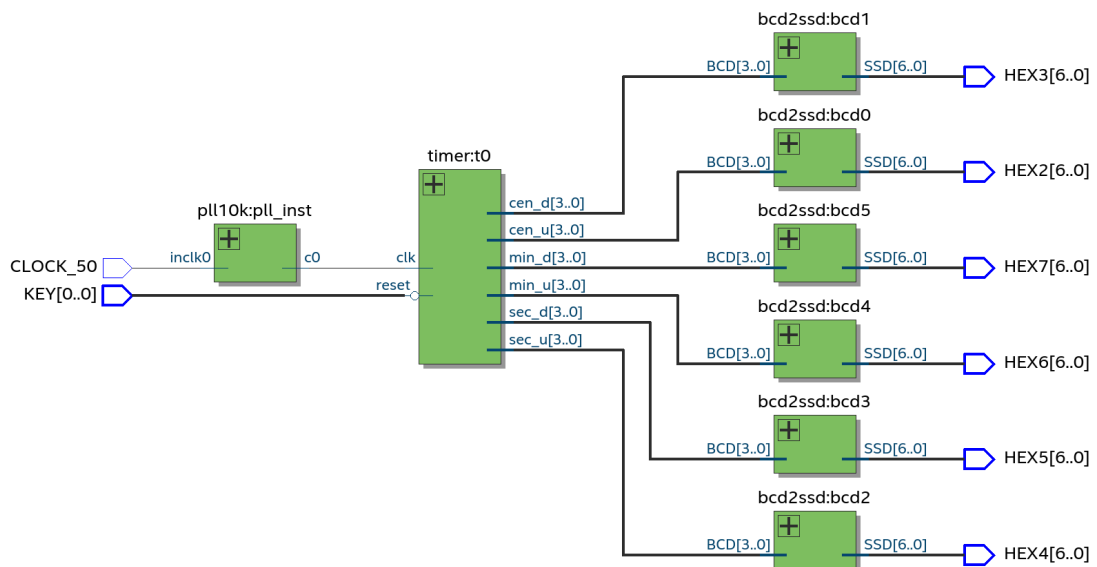 bcd2ssd:bcd1
BCD[3..0] SSD[6..0] HEX3[6..0]
bcd2ssd:bcd0
BCD[3..0] SSD[6..0] HEX2[6..0]
timer:t0
cen_d[3..0]
pll10k:pll_inst
bcd2ssd:bcd5
cen_u[3..0]
CLOCK_50 inclk0 c0 clk min_d[3..0] BCD[3..0] SSD[6..0] HEX7[6..0]
KEY[0..0] reset min_u[3..0]
bcd2ssd:bcd4
sec_d[3..0]
sec_u[3..0]
BCD[3..0] SSD[6..0] HEX6[6..0]
bcd2ssd:bcd3
BCD[3..0] SSD[6..0] HEX5[6..0]
bcd2ssd:bcd2
BCD[3..0] SSD[6..0] HEX4[6..0]